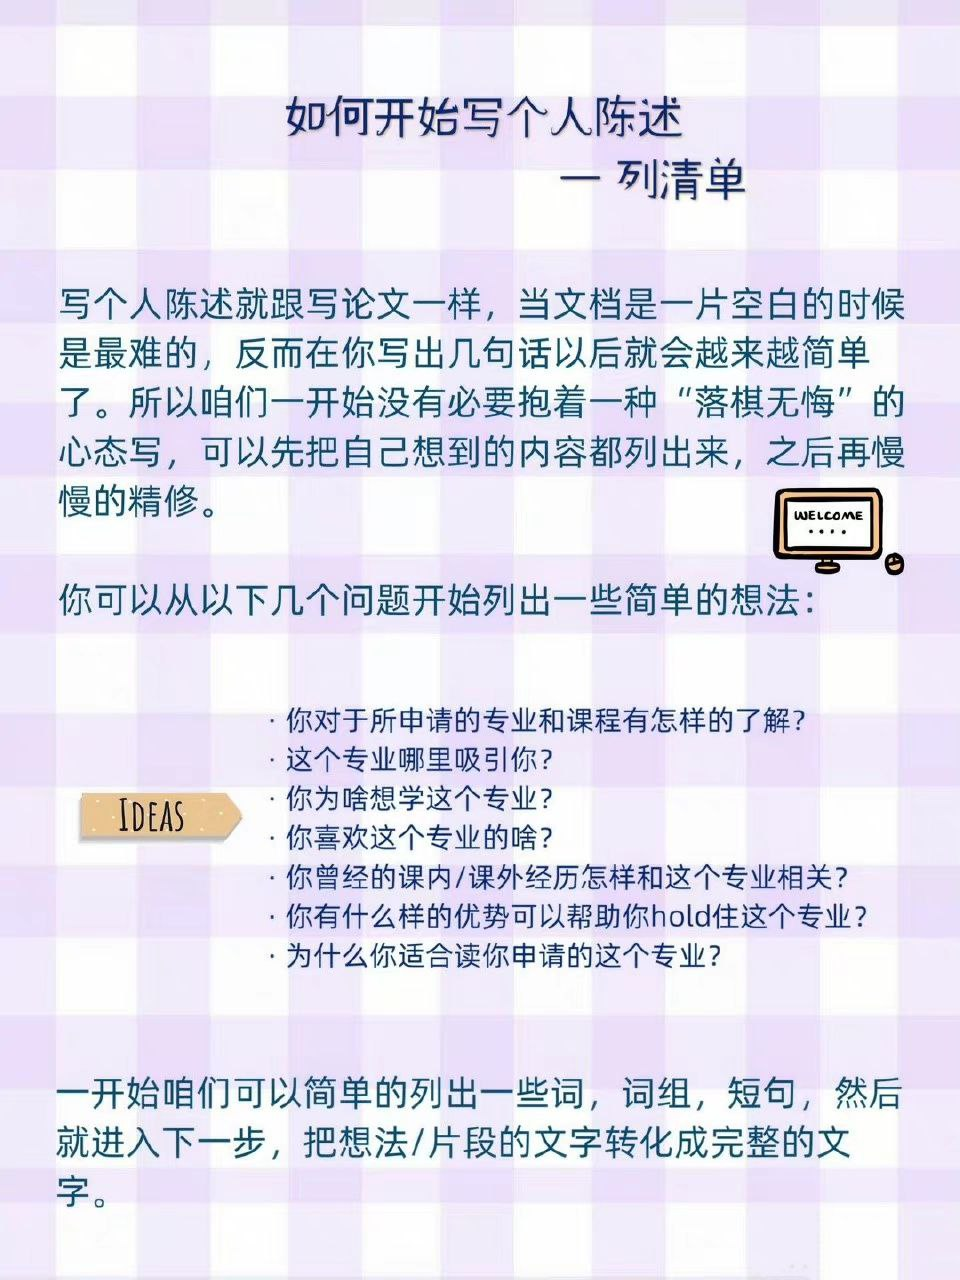 如何开始写个人陈述
— 列清单
写个人陈述就跟写论文一样，当文档是一片空白的时候
是最难的，反而在你写出几句话以后就会越来越简单
了。所以咱们一开始没有必要抱着一种“落棋无悔”的
心态写，可以先把自己想到的内容都列出来，之后再慢
慢的精修。
WELCOME
你可以从以下几个问题开始列出一些简单的想法：
· 你对于所申请的专业和课程有怎样的了解？
· 这个专业哪里吸引你？
IDEAS
· 你为啥想学这个专业？
· 你喜欢这个专业的啥？
· 你曾经的课内/课外经历怎样和这个专业相关？
· 你有什么样的优势可以帮助你hold住这个专业？
· 为什么你适合读你申请的这个专业？
一开始咱们可以简单的列出一些词，词组，短句，然后
就进入下一步，把想法/片段的文字转化成完整的文
字。